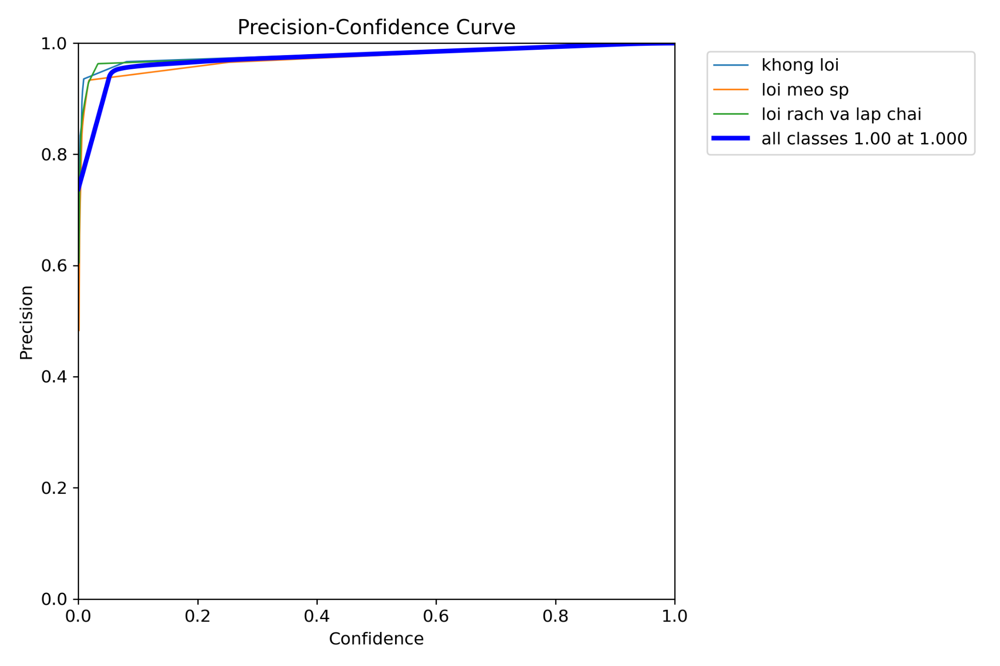 Precision-Confidence Curve
1.0
0.8
0.6
0.4
0.2
0.0
Precision
0.0 0.2 0.4 0.6 0.8 1.0
Confidence
khong loi
loi meo sp
loi rach va lap chai
all classes 1.00 at 1.000